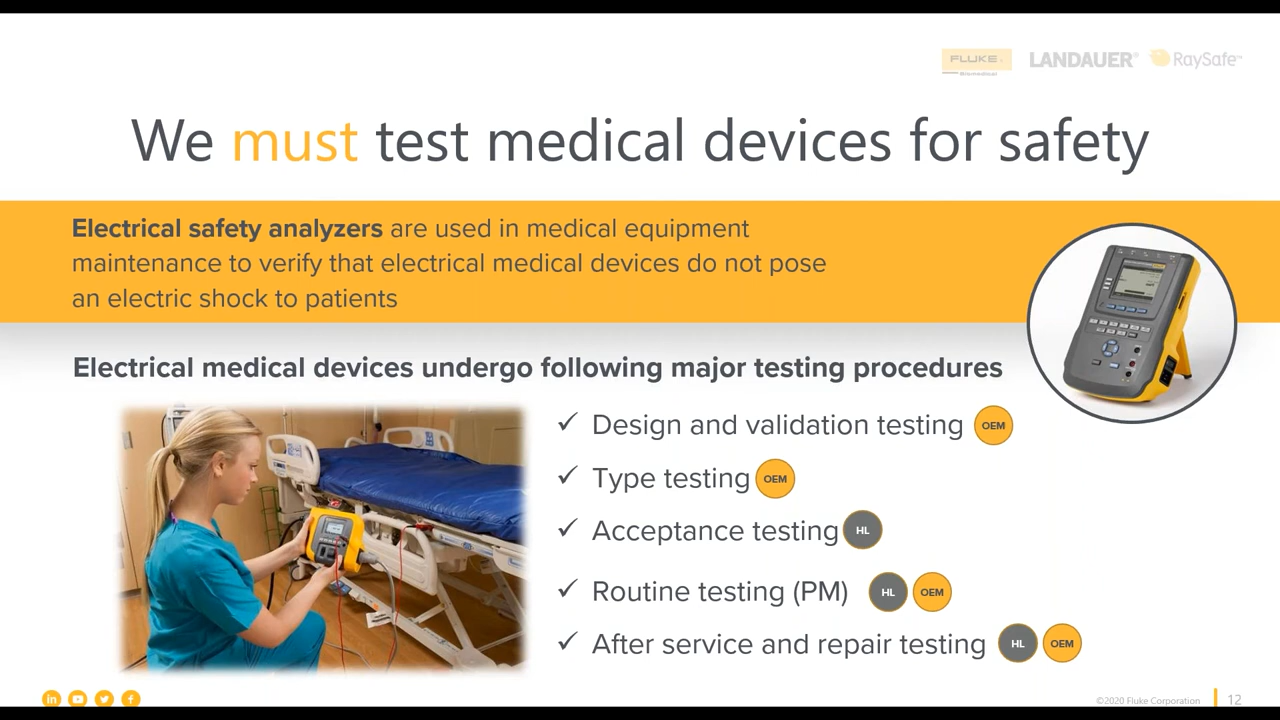 FLUKE
Biomedical
LANDAUER®
RaySafe™
We must test medical devices for safety
Electrical safety analyzers are used in medical equipment
maintenance to verify that electrical medical devices do not pose
an electric shock to patients
Electrical medical devices undergo following major testing procedures
✓ Design and validation testing OEM
✓ Type testing OEM
✓ Acceptance testing HL
✓ Routine testing (PM) HL OEM
✓ After service and repair testing HL OEM
©2020 Fluke Corporation
12